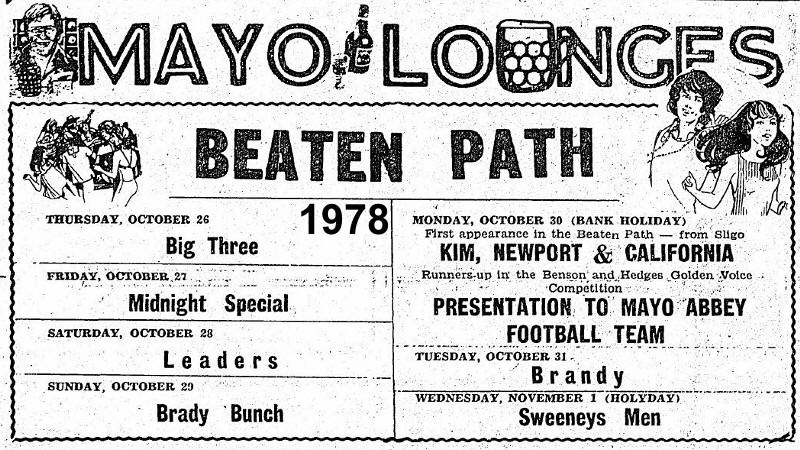 MAYO LOUNGES
BEATEN PATH
1978
THURSDAY, OCTOBER 26
Big Three
FRIDAY, OCTOBER 27
Midnight Special
SATURDAY, OCTOBER 28
Leaders
SUNDAY, OCTOBER 29
Brady Bunch
MONDAY, OCTOBER 30 (BANK HOLIDAY)
First appearance in the Beaten Path — from Sligo
KIM, NEWPORT & CALIFORNIA
Runners-up in the Benson and Hedges Golden Voice
Competition
PRESENTATION TO MAYO ABBEY
FOOTBALL TEAM
TUESDAY, OCTOBER 31
Brandy
WEDNESDAY, NOVEMBER 1 (HOLYDAY)
Sweeneys Men